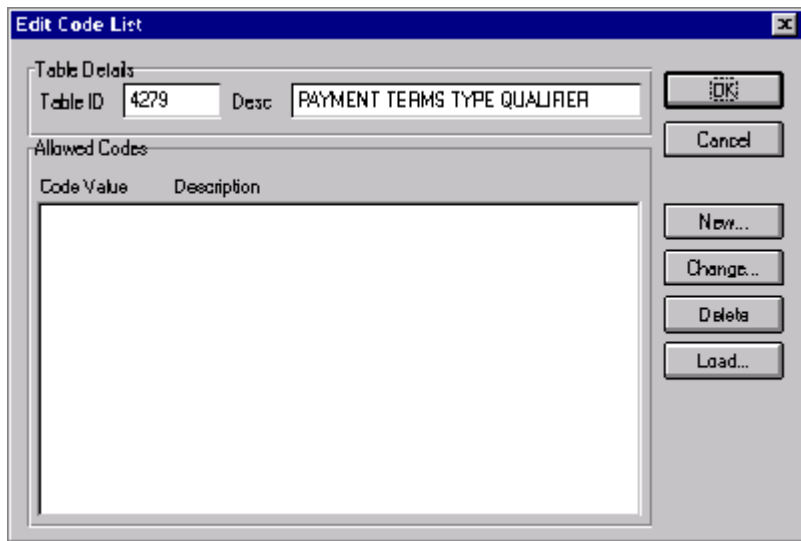 Edit Code List
Table Details
Table ID 4279 Desc PAYMENT TERMS TYPE QUALIFIER
OK
Cancel
Allowed Codes
Code Value Description
New...
Change...
Delete
Load...